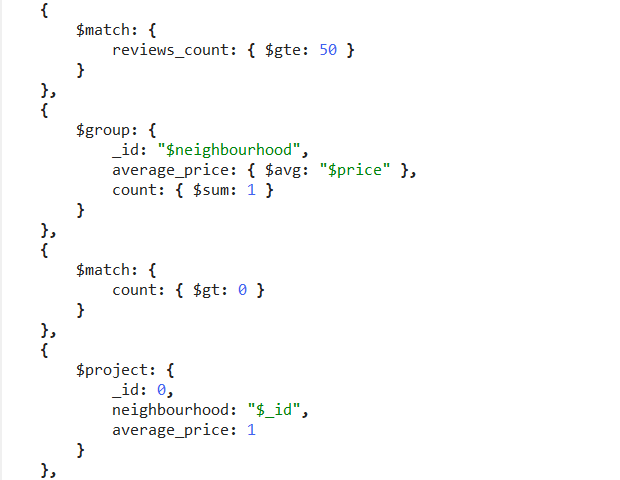 {
$match: {
reviews_count: { $gte: 50 }
}
},
{
$group: {
_id: "$neighbourhood",
average_price: { $avg: "$price" },
count: { $sum: 1 }
}
},
{
$match: {
count: { $gt: 0 }
}
},
{
$project: {
_id: 0,
neighbourhood: "$_id",
average_price: 1
}
},